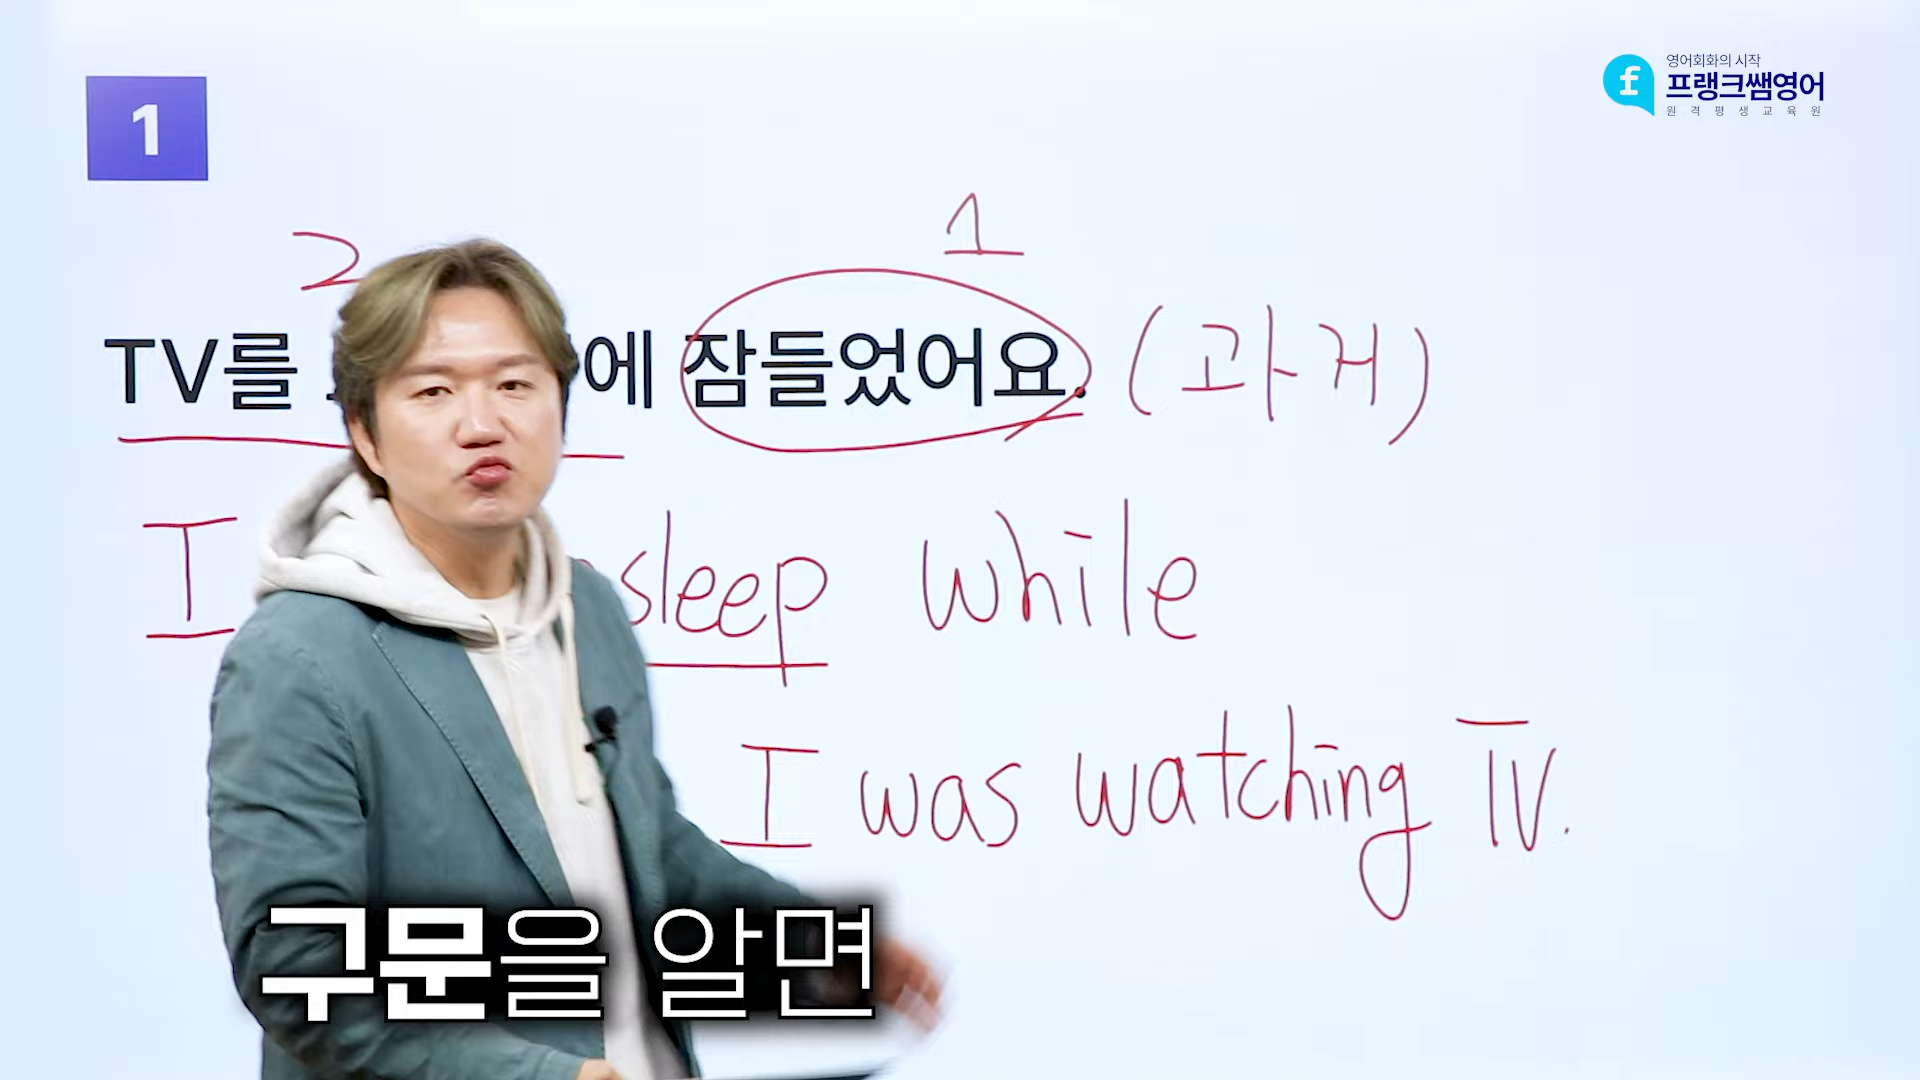 1
영어회화의 시작
프랭크쌤영어
원격평생교육원
2
1
TV를 에 잠들었어요. (과거)
I sleep while
I was watching TV.
구문을 알면